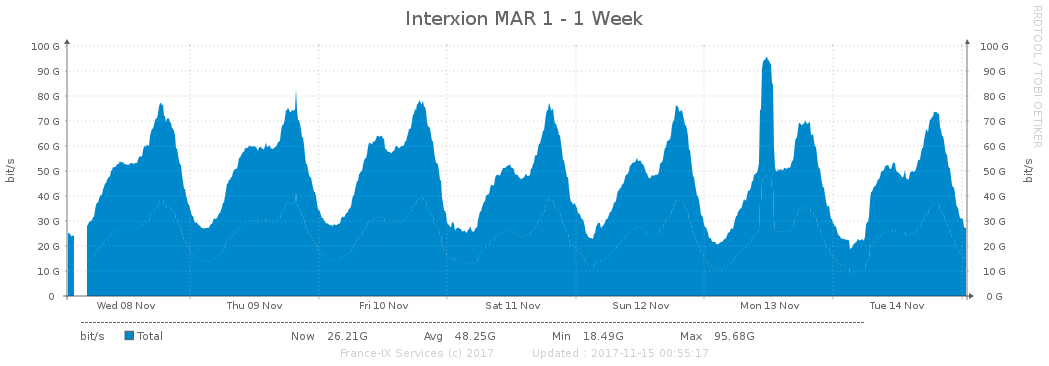 Interxion MAR 1 - 1 Week
RRDTOOL / TOBI OETIKER
100 G 100 G
90 G 90 G
80 G 80 G
70 G 70 G
60 G 60 G
50 G 50 G
40 G 40 G
30 G 30 G
20 G 20 G
10 G 10 G
0 0 G
bit/s bit/s
Wed 08 Nov Thu 09 Nov Fri 10 Nov Sat 11 Nov Sun 12 Nov Mon 13 Nov Tue 14 Nov
bit/s Total Now 26.21G Avg 48.25G Min 18.49G Max 95.68G
France-IX Services (c) 2017 Updated : 2017-11-15 00:55:17